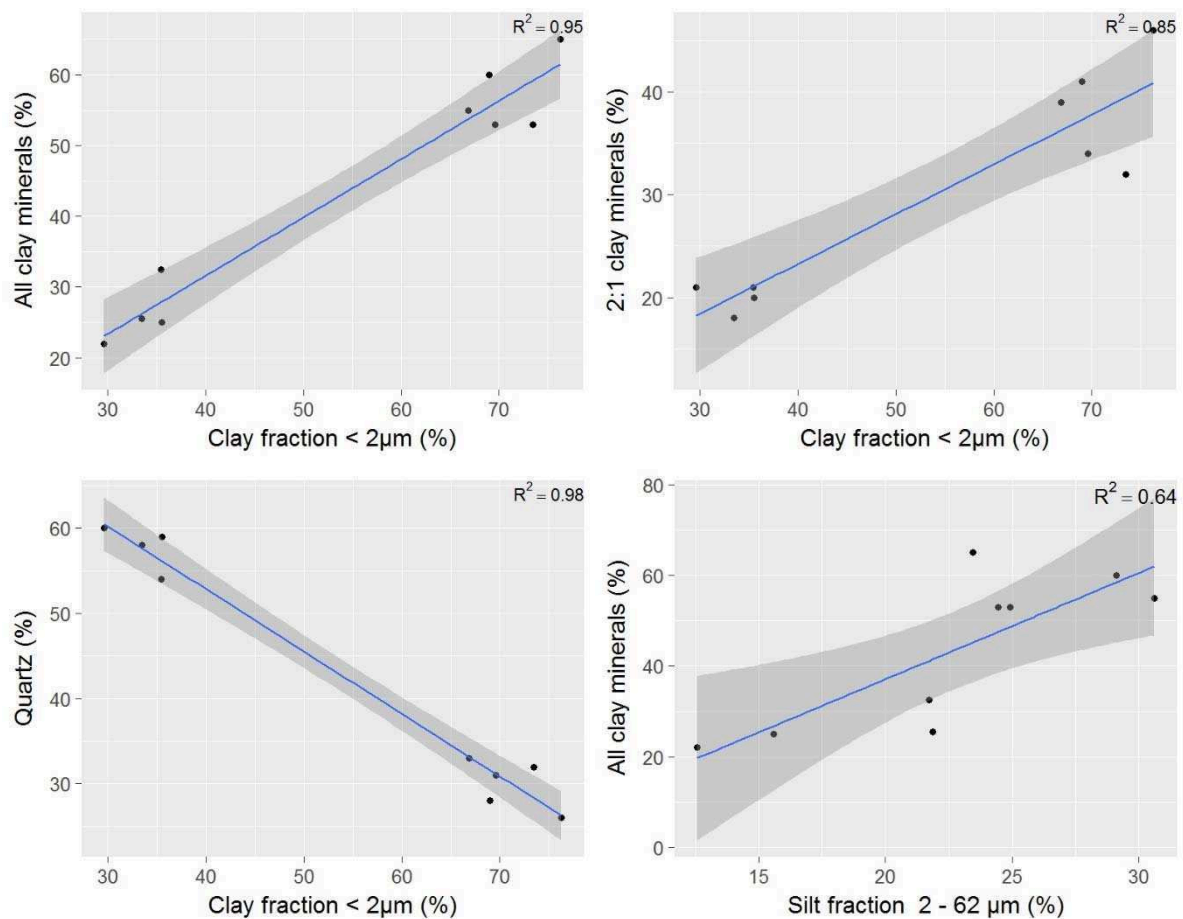 R² = 0.95
All clay minerals (%)
60
50
40
30
20
30 40 50 60 70
Clay fraction < 2µm (%)
R² = 0.85
2:1 clay minerals (%)
40
30
20
30 40 50 60 70
Clay fraction < 2µm (%)
R² = 0.98
Quartz (%)
60
50
40
30
30 40 50 60 70
Clay fraction < 2µm (%)
R² = 0.64
All clay minerals (%)
80
60
40
20
0
15 20 25 30
Silt fraction 2 - 62 µm (%)